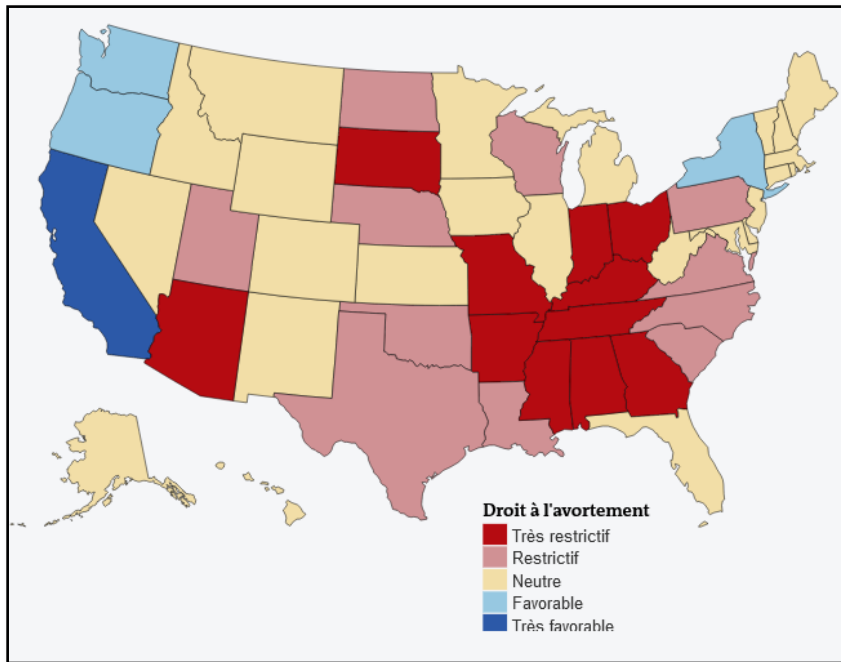 Droit à l'avortement
Très restrictif
Restrictif
Neutre
Favorable
Très favorable